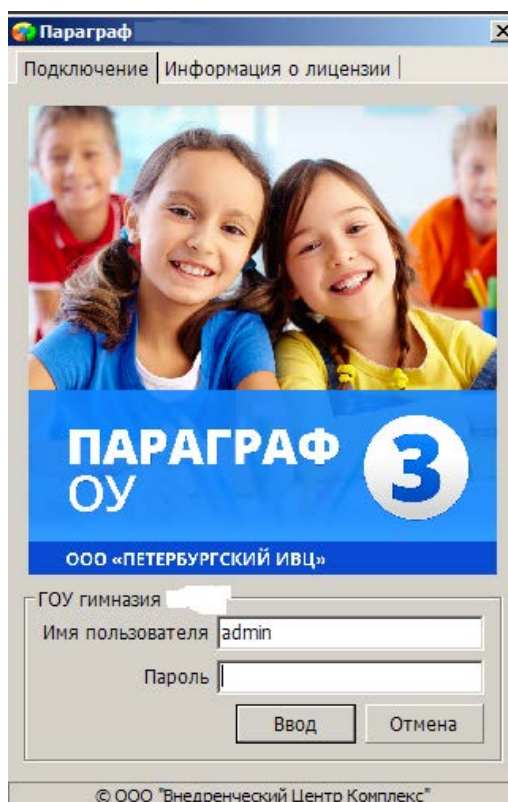 Параграф
Подключение Информация о лицензии
ПАРАГРАФ 3
ОУ
ООО «ПЕТЕРБУРГСКИЙ ИВЦ»
ГОУ гимназия
Имя пользователя admin
Пароль
Ввод Отмена
© ООО "Внедренческий Центр Комплекс"